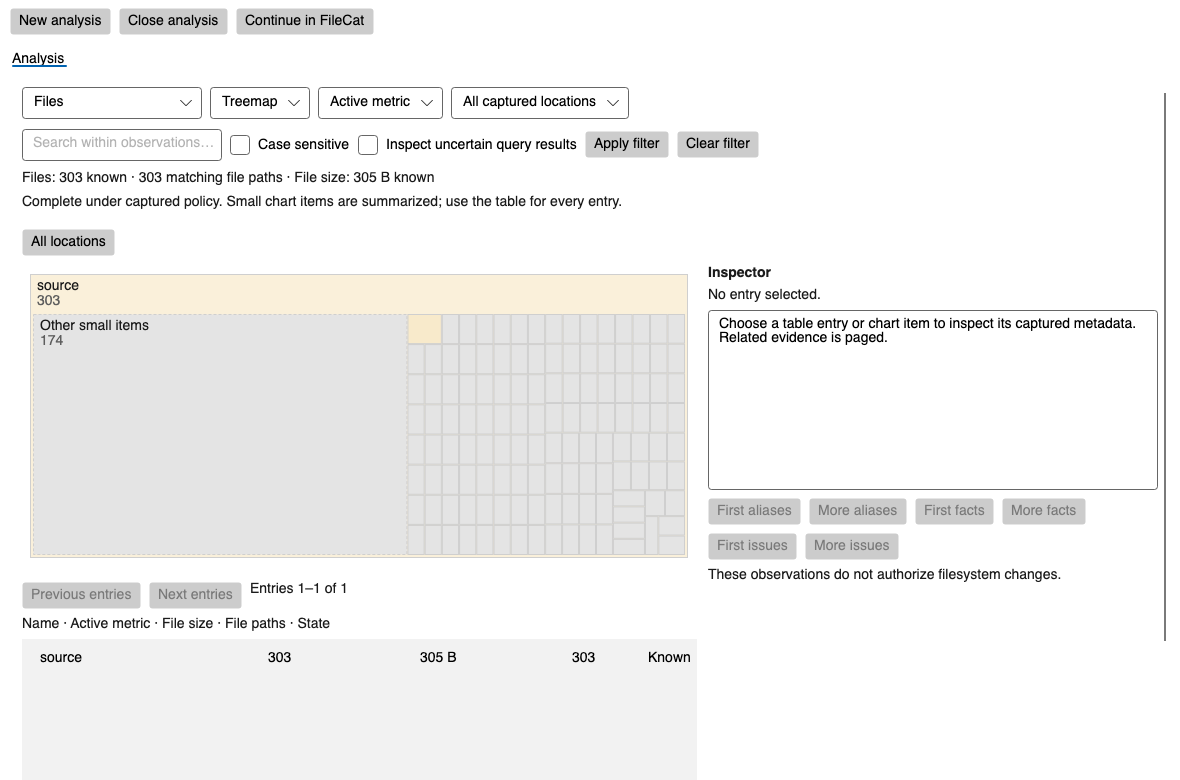 New analysis Close analysis Continue in FileCat
Analysis
Files Treemap Active metric All captured locations
Search within observations… Case sensitive Inspect uncertain query results Apply filter Clear filter
Files: 303 known · 303 matching file paths · File size: 305 B known
Complete under captured policy. Small chart items are summarized; use the table for every entry.
All locations
source
303
Other small items
174
Inspector
No entry selected.
Choose a table entry or chart item to inspect its captured metadata.
Related evidence is paged.
First aliases More aliases First facts More facts
First issues More issues
These observations do not authorize filesystem changes.
Previous entries Next entries Entries 1–1 of 1
Name · Active metric · File size · File paths · State
source 303 305 B 303 Known